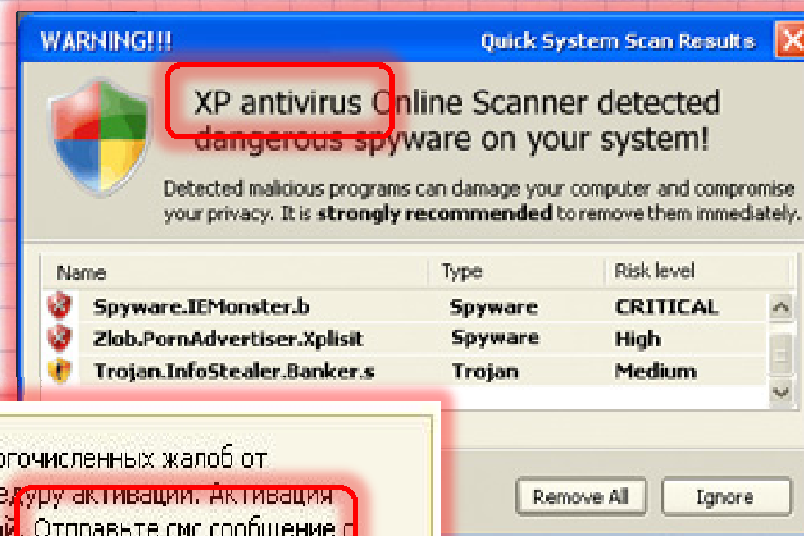 WARNING!!! Quick System Scan Results
XP antivirus Online Scanner detected
dangerous spyware on your system!
Detected malicious programs can damage your computer and compromise
your privacy. It is strongly recommended to remove them immediately.
Name Type Risk level
Spyware.IEMonster.b Spyware CRITICAL
Zlob.PornAdvertiser.Xplisit Spyware High
Trojan.InfoStealer.Banker.s Trojan Medium
Remove All Ignore
огочисленных жалоб от
едуру активации. Активация
й. Отправьте смс сообщение с